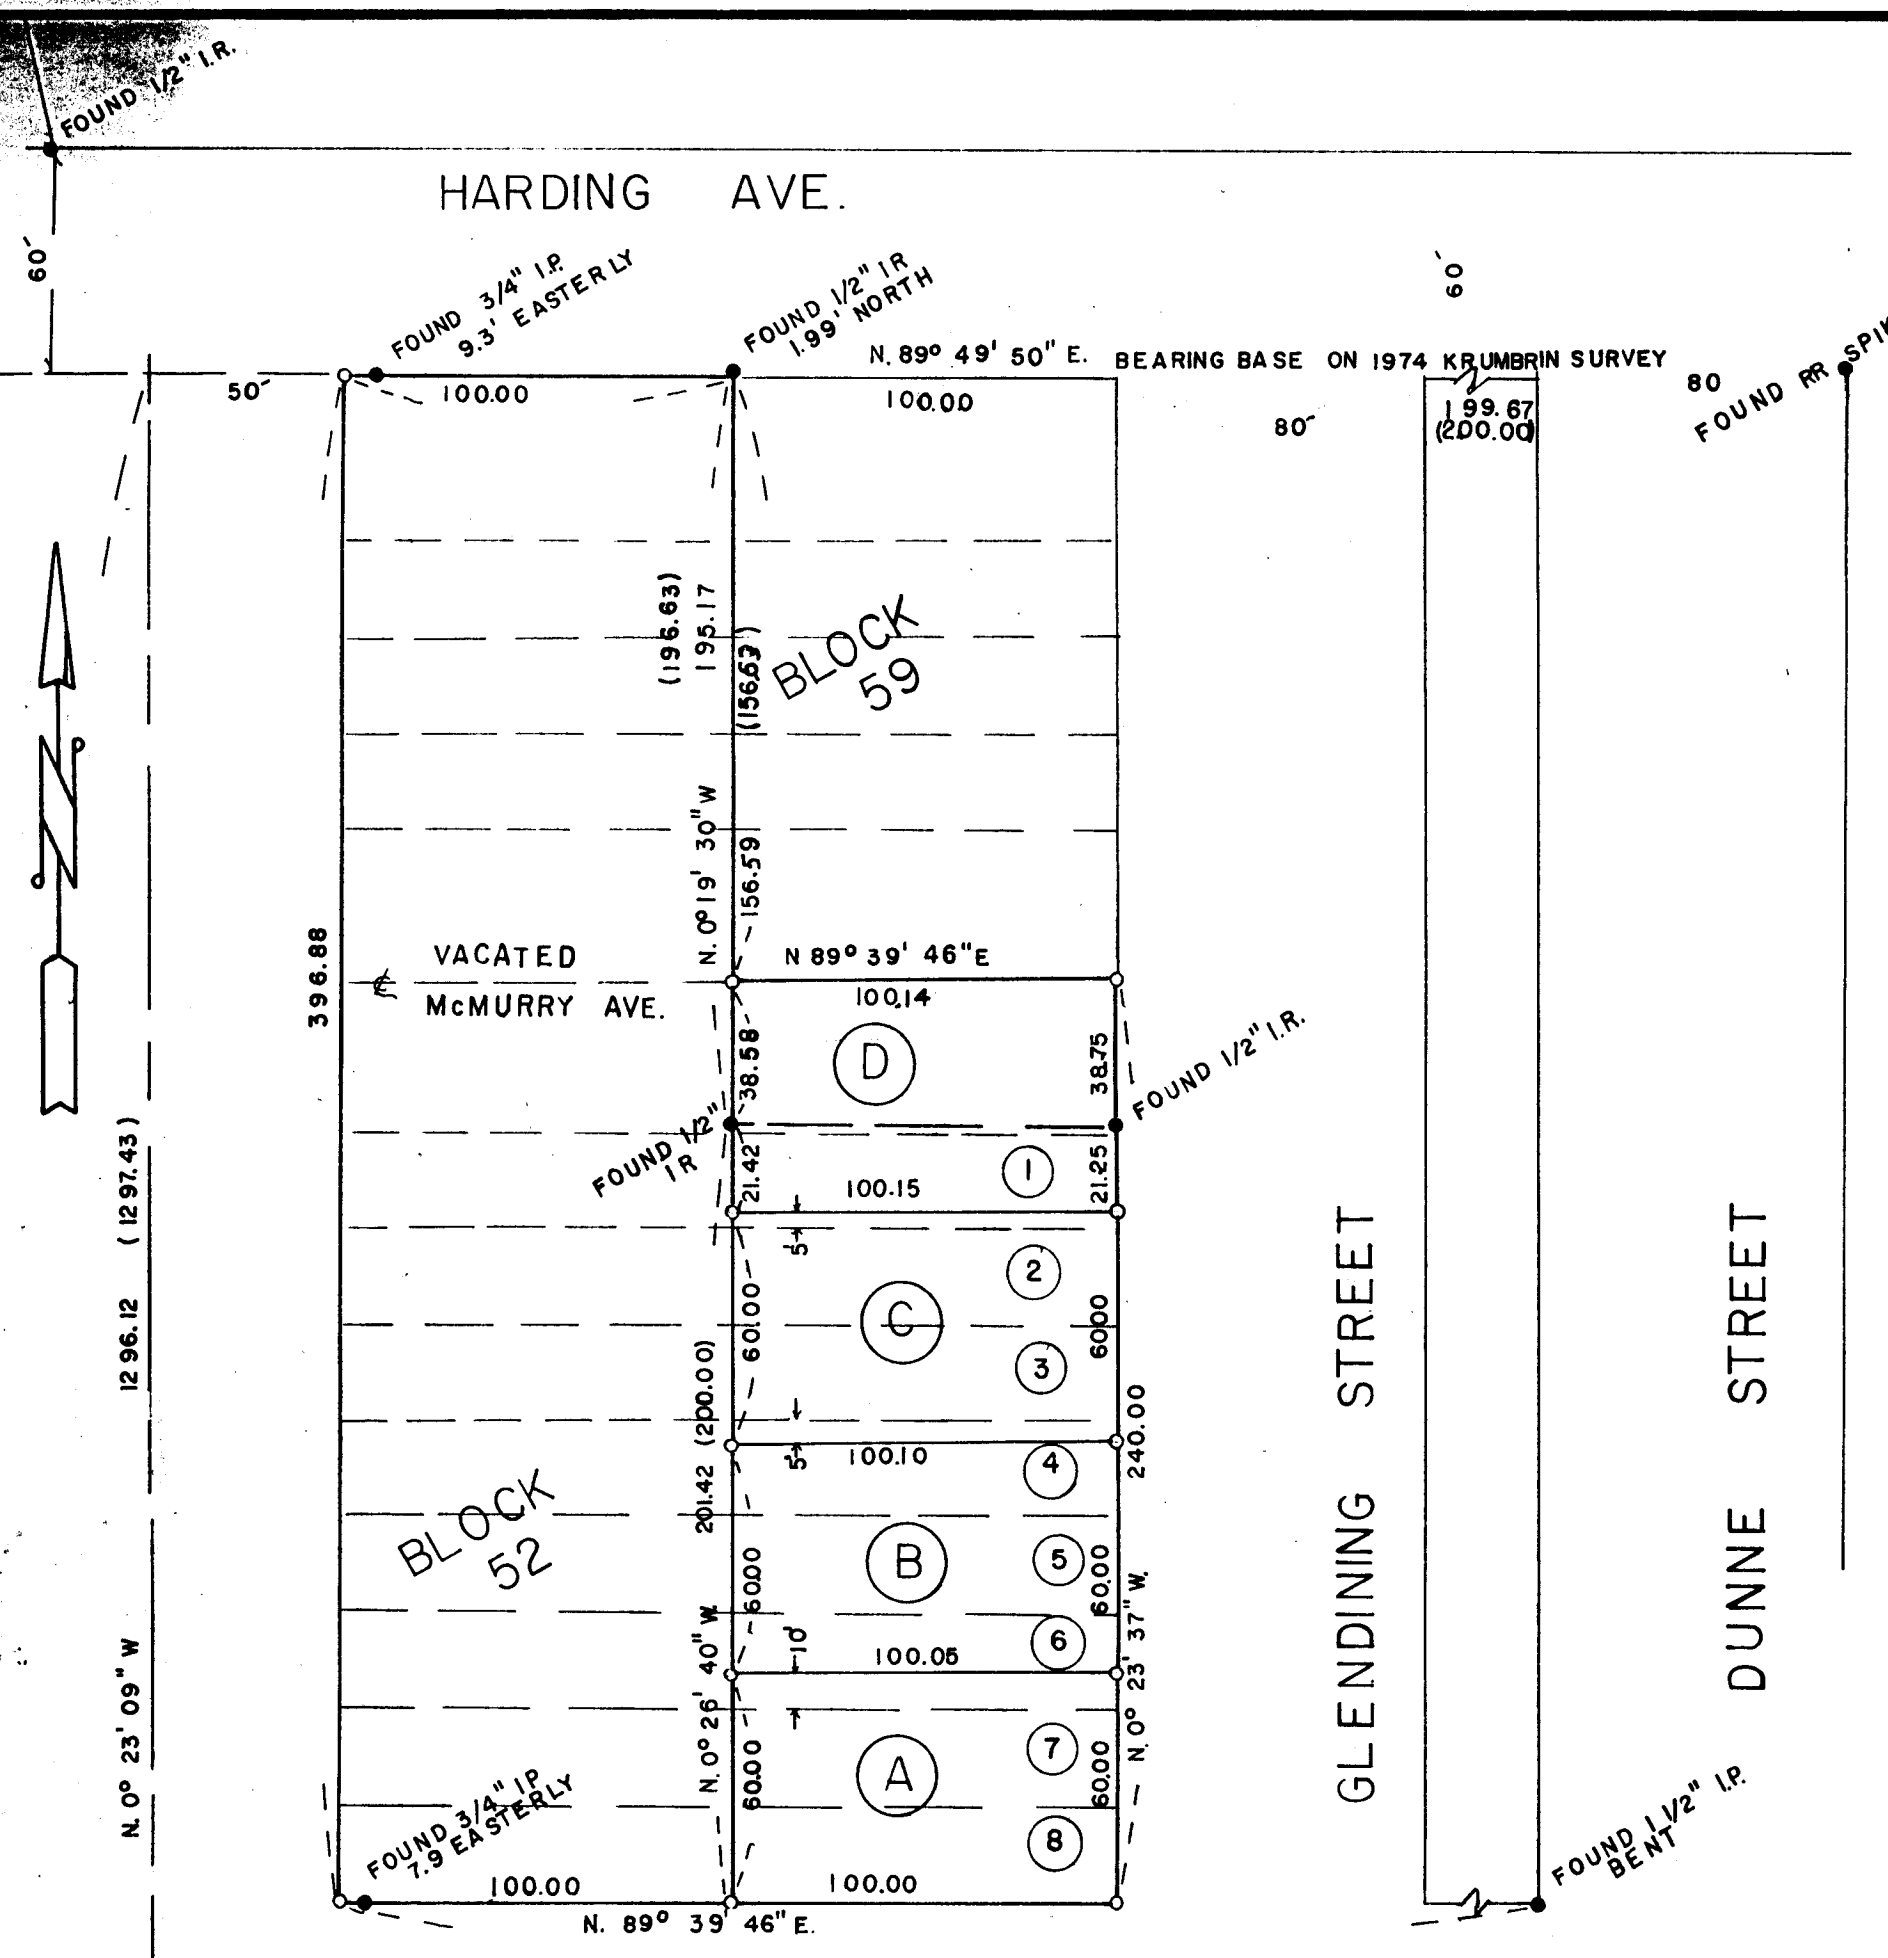 FOUND 1/2" I.R.
HARDING AVE.
60'
60'
FOUND 3/4" I.P.
9.3' EASTERLY
FOUND 1/2" IR
1.99' NORTH
N. 89° 49' 50" E. BEARING BASE ON 1974 KRUMBRIN SURVEY
50'
100.00
100.00
80'
199.67
(200.00)
80
FOUND RR SPIK
(196.63)
195.17
(156.63)
BLOCK
59
N. 0° 19' 30" W
156.59
396.88
VACATED
McMURRY AVE.
N 89° 39' 46" E
100.14
38.58
D
38.75
FOUND 1/2" I.R.
FOUND 1/2"
IR
21.42
1
21.25
100.15
5'
2
C
60.00
60.00
3
1296.12 (1297.43)
201.42 (200.00)
240.00
5'
100.10
4
BLOCK
52
B
5
60.00
60.00
10'
6
100.05
N. 0° 23' 09" W
N. 0° 26' 40" W.
N. 0° 23' 37" W.
7
A
60.00
60.00
8
FOUND 3/4" I.P.
7.9 EASTERLY
100.00
100.00
N. 89° 39' 46" E.
GLENDINING STREET
DUNNE STREET
FOUND 1 1/2" I.P.
BENT